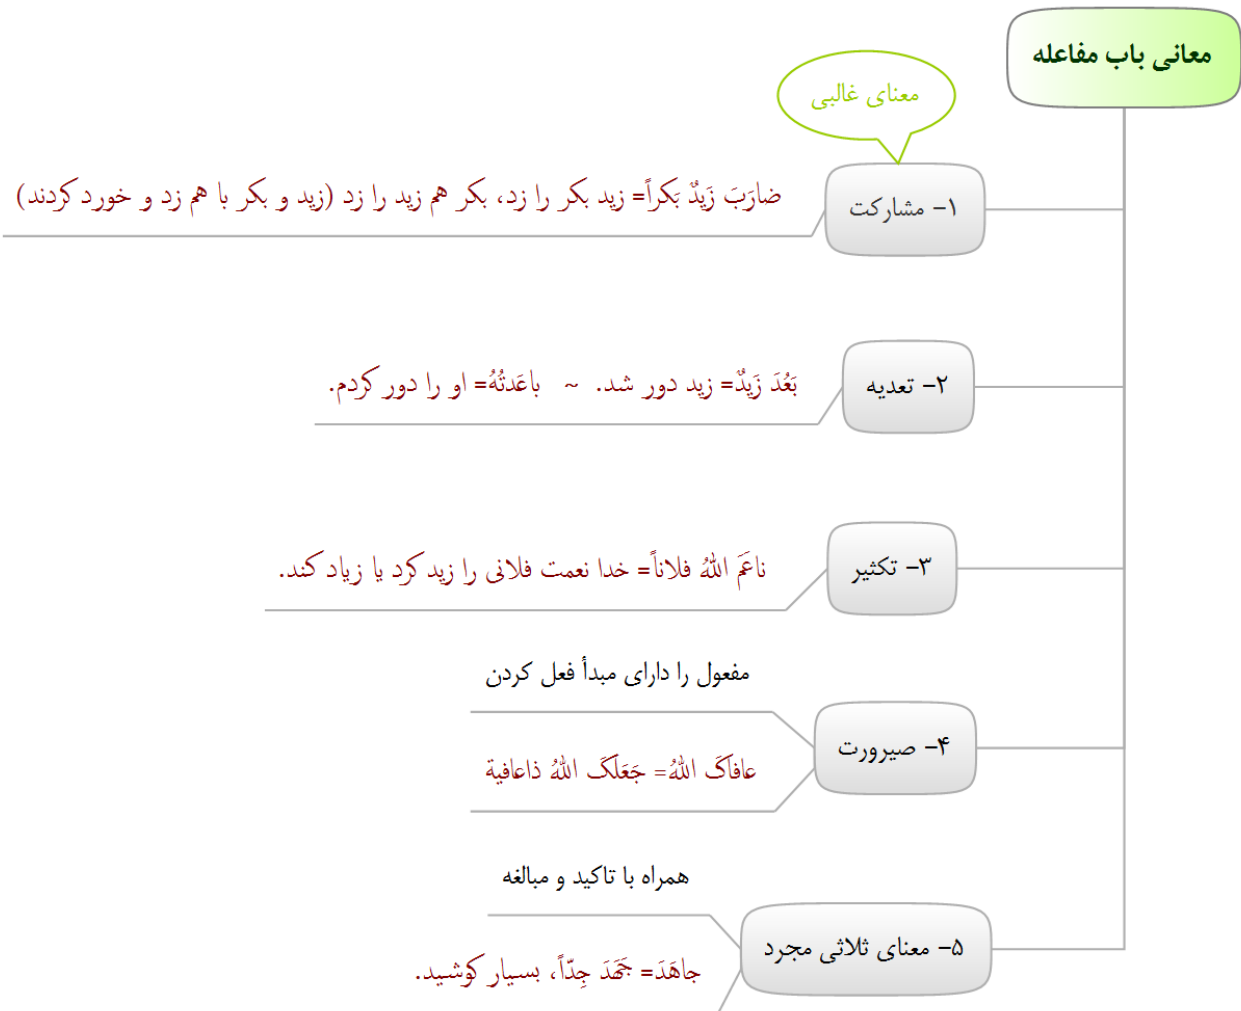 معانی باب مفاعله
معنای غالبی
۱- مشارکت
ضارَبَ زَیدٌ بَکراً= زید بکر را زد، بکر هم زید را زد (زید و بکر با هم زد و خورد کردند)
۲- تعدیه
بَعُدَ زَیدٌ= زید دور شد. ~ باعَدتُهُ= او را دور کردم.
۳- تکثیر
ناعَمَ اللهُ فلاناً= خدا نعمت فلانی را زید کرد یا زیاد کند.
۴- صیرورت
مفعول را دارای مبدأ فعل کردن
عافاکَ اللهُ= جَعَلَکَ اللهُ ذاعافیة
۵- معنای ثلاثی مجرد
همراه با تاکید و مبالغه
جاهَدَ= جَهَدَ جِدّاً، بسیار کوشید.